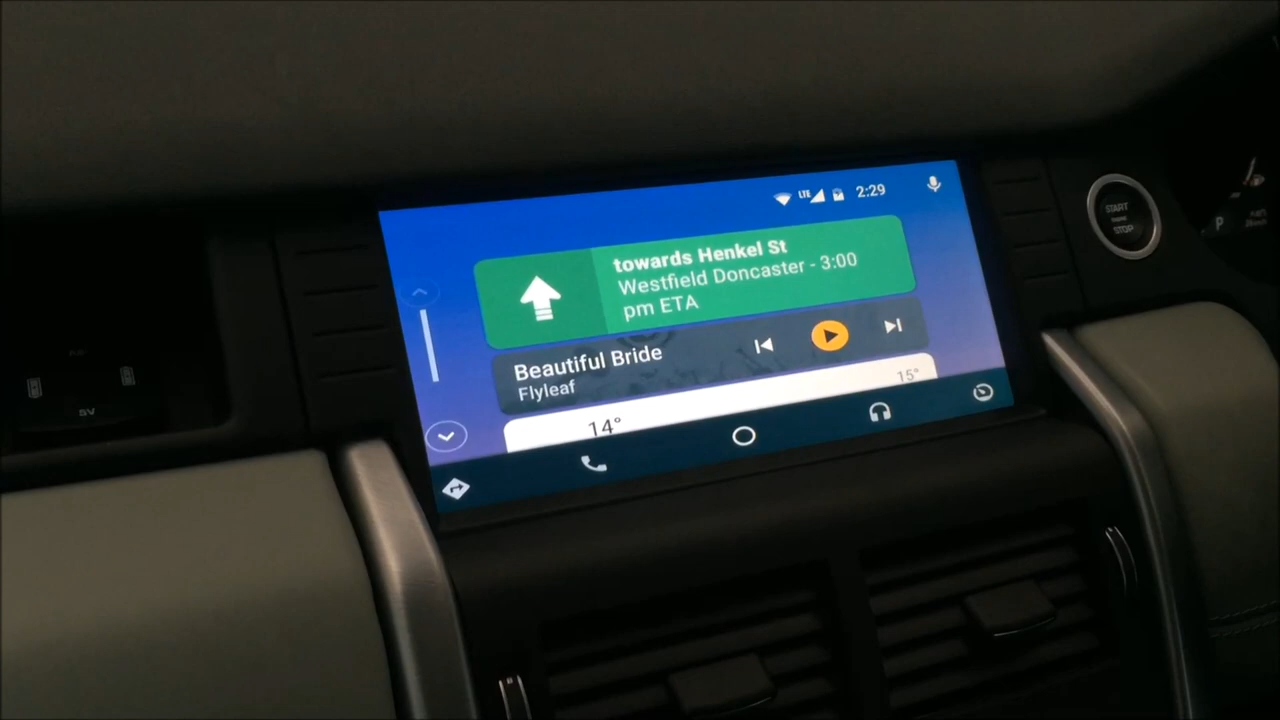 LTE 2:29
towards Henkel St
Westfield Doncaster - 3:00
pm ETA
Beautiful Bride
Flyleaf
14° 15°
START
STOP
P
5V